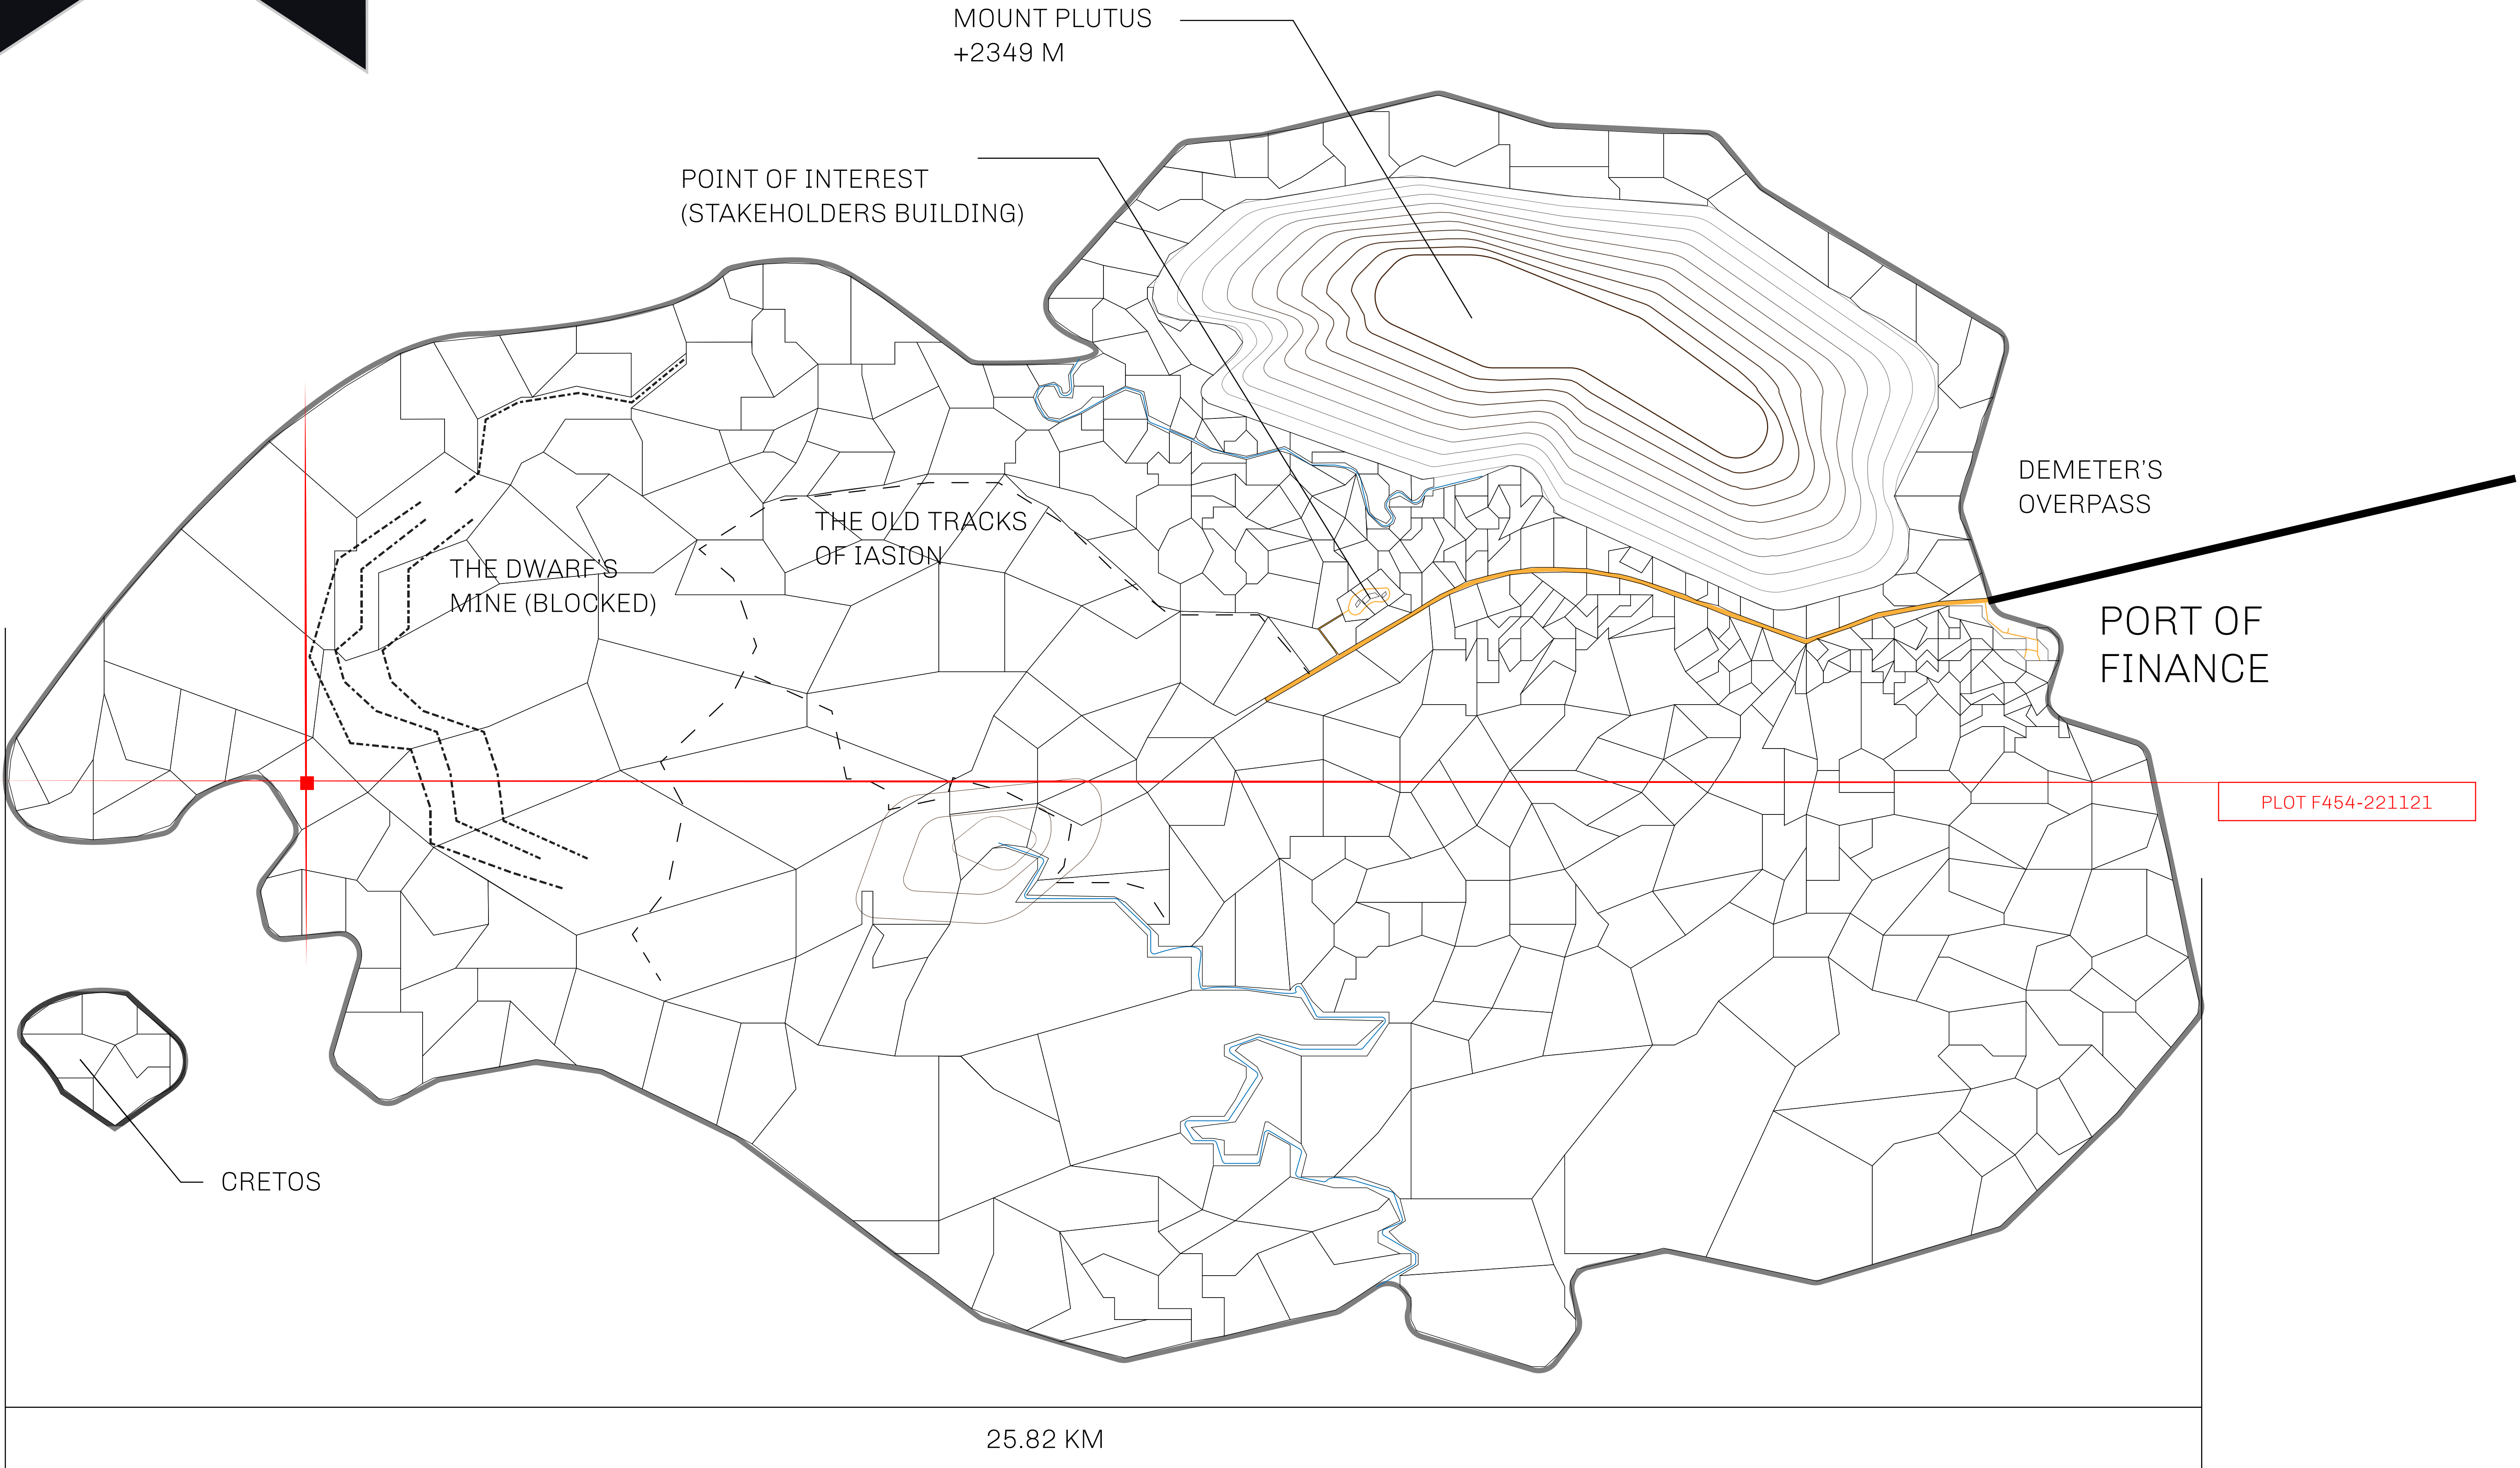 MOUNT PLUTUS
+2349 M
POINT OF INTEREST
(STAKEHOLDERS BUILDING)
DEMETER'S
OVERPASS
THE OLD TRACKS
OF IASION
THE DWARF'S
MINE (BLOCKED)
PORT OF
FINANCE
PLOT F454-221121
CRETOS
25.82 KM